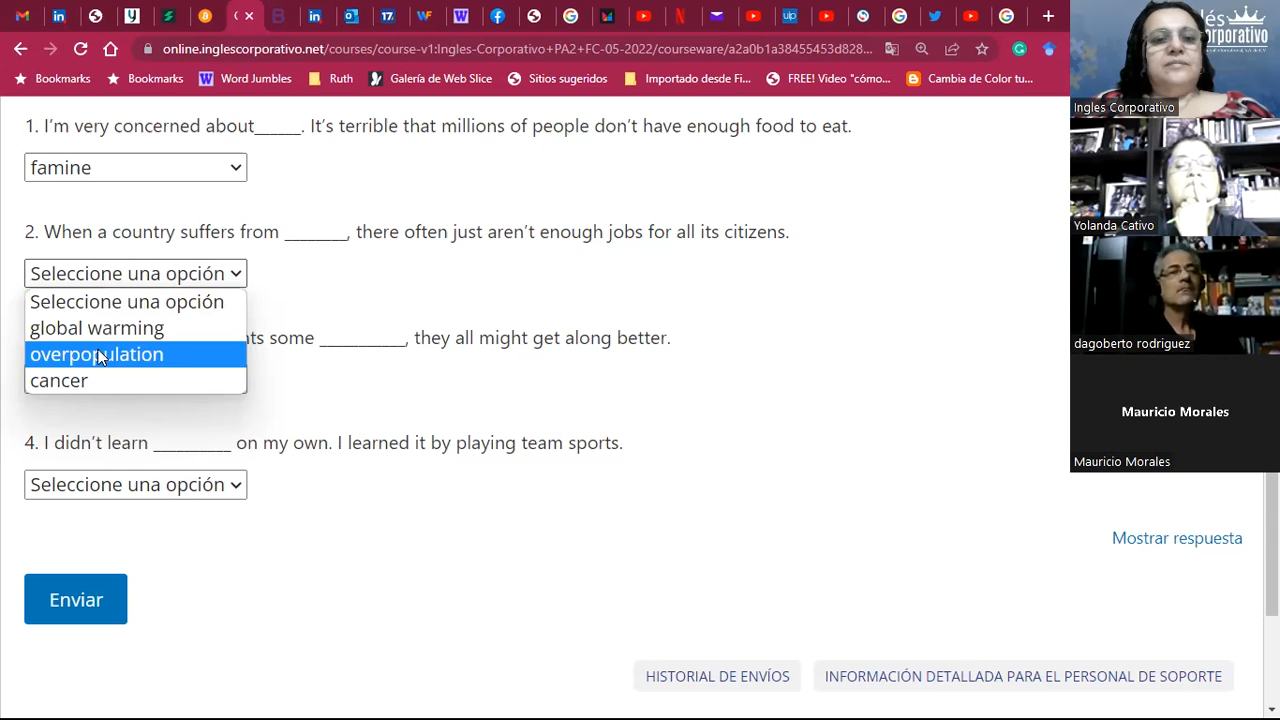 online.inglescorporativo.net/courses/course-v1:Ingles-Corporativo+PA2+FC-05-2022/courseware/a2a0b1a38455453d828...
Bookmarks
Bookmarks
Word Jumbles
Ruth
Galería de Web Slice
Sitios sugeridos
Importado desde Fi...
FREE! Video "cómo...
Cambia de Color tu...
1. I'm very concerned about______. It's terrible that millions of people don't have enough food to eat.
famine
2. When a country suffers from ________, there often just aren't enough jobs for all its citizens.
Seleccione una opción
Seleccione una opción
global warming
overpopulation
cancer
nts some ___________, they all might get along better.
4. I didn't learn __________ on my own. I learned it by playing team sports.
Seleccione una opción
Mostrar respuesta
Enviar
HISTORIAL DE ENVÍOS
INFORMACIÓN DETALLADA PARA EL PERSONAL DE SOPORTE
Ingles Corporativo
Yolanda Cativo
dagoberto rodriguez
Mauricio Morales
Mauricio Morales